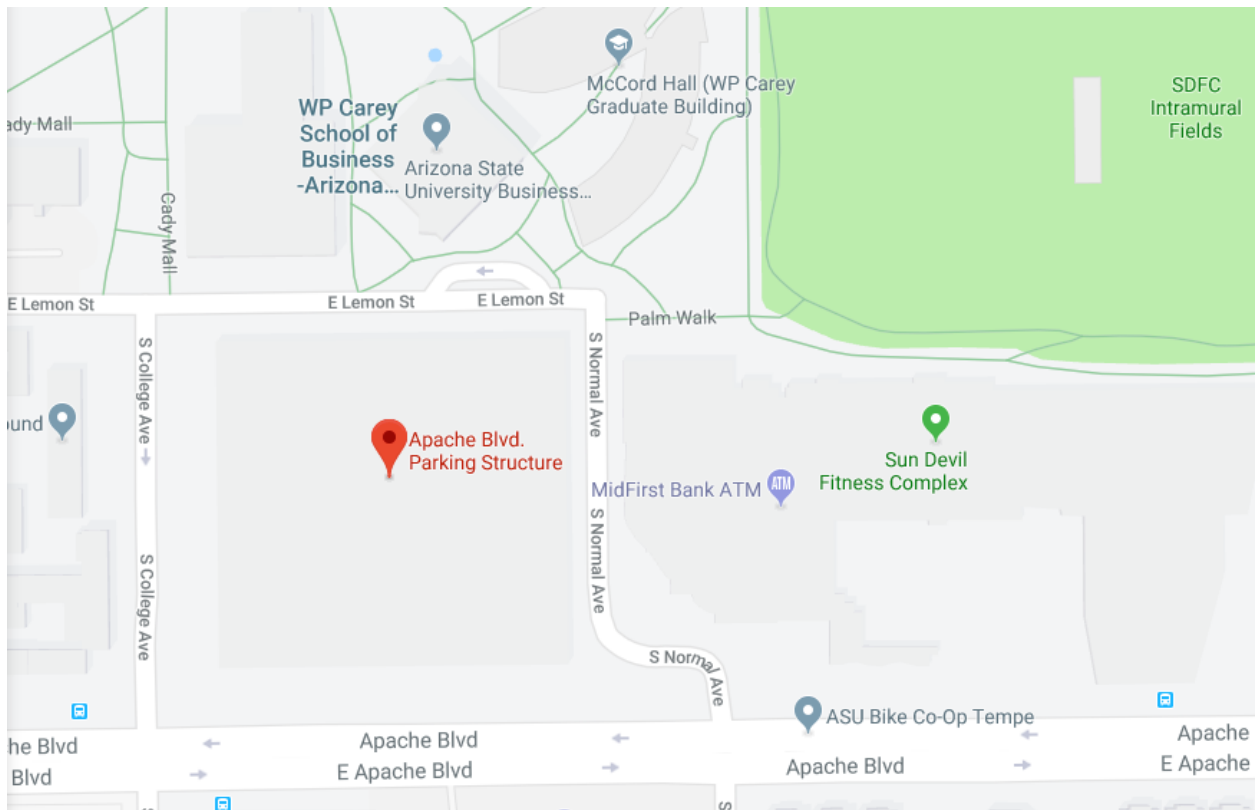 McCord Hall (WP Carey
Graduate Building)
SDFC
Intramural
Fields
WP Carey
School of
Business
-Arizona...
Arizona State
University Business...
ady Mall
Cady Mall
E Lemon St
E Lemon St
E Lemon St
Palm Walk
S College Ave
S Normal Ave
ound
Apache Blvd.
Parking Structure
Sun Devil
Fitness Complex
MidFirst Bank ATM
ATM
S Normal Ave
S College Ave
S Normal Ave
ASU Bike Co-Op Tempe
he Blvd
Apache Blvd
Apache
Blvd
E Apache Blvd
Apache Blvd
E Apache
S
S